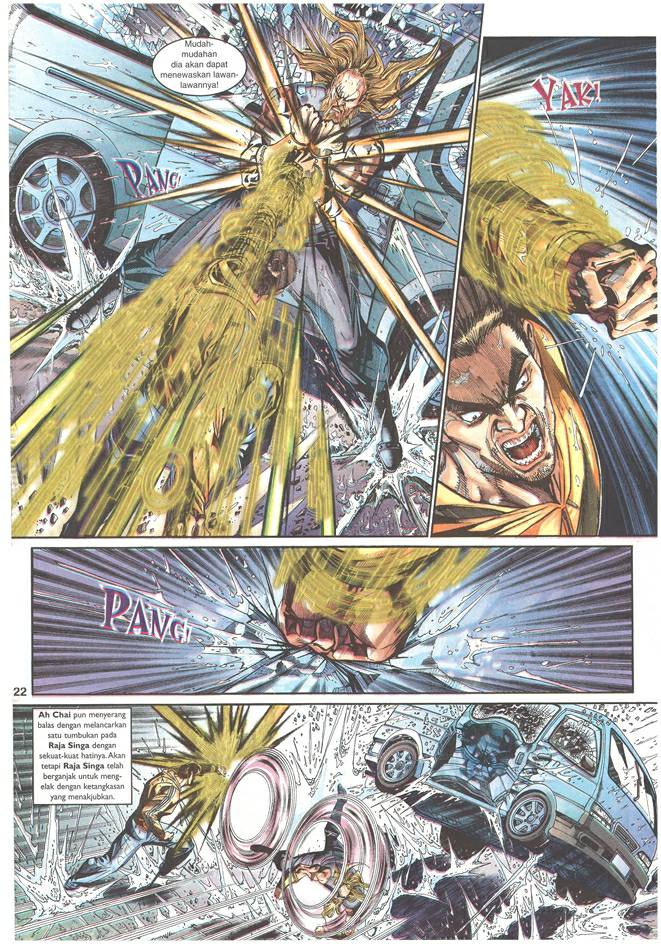 Mudah-
mudahan
dia akan dapat
menewaskan lawan-
lawannya!
PANG!
YAK!
PANG!
22
Ah Chai pun menyerang
balas dengan melancarkan
satu tumbukan pada
Raja Singa dengan
sekuat-kuat hatinya. Akan
tetapi Raja Singa telah
berganjak untuk meng-
elak dengan ketangkasan
yang menakjubkan.